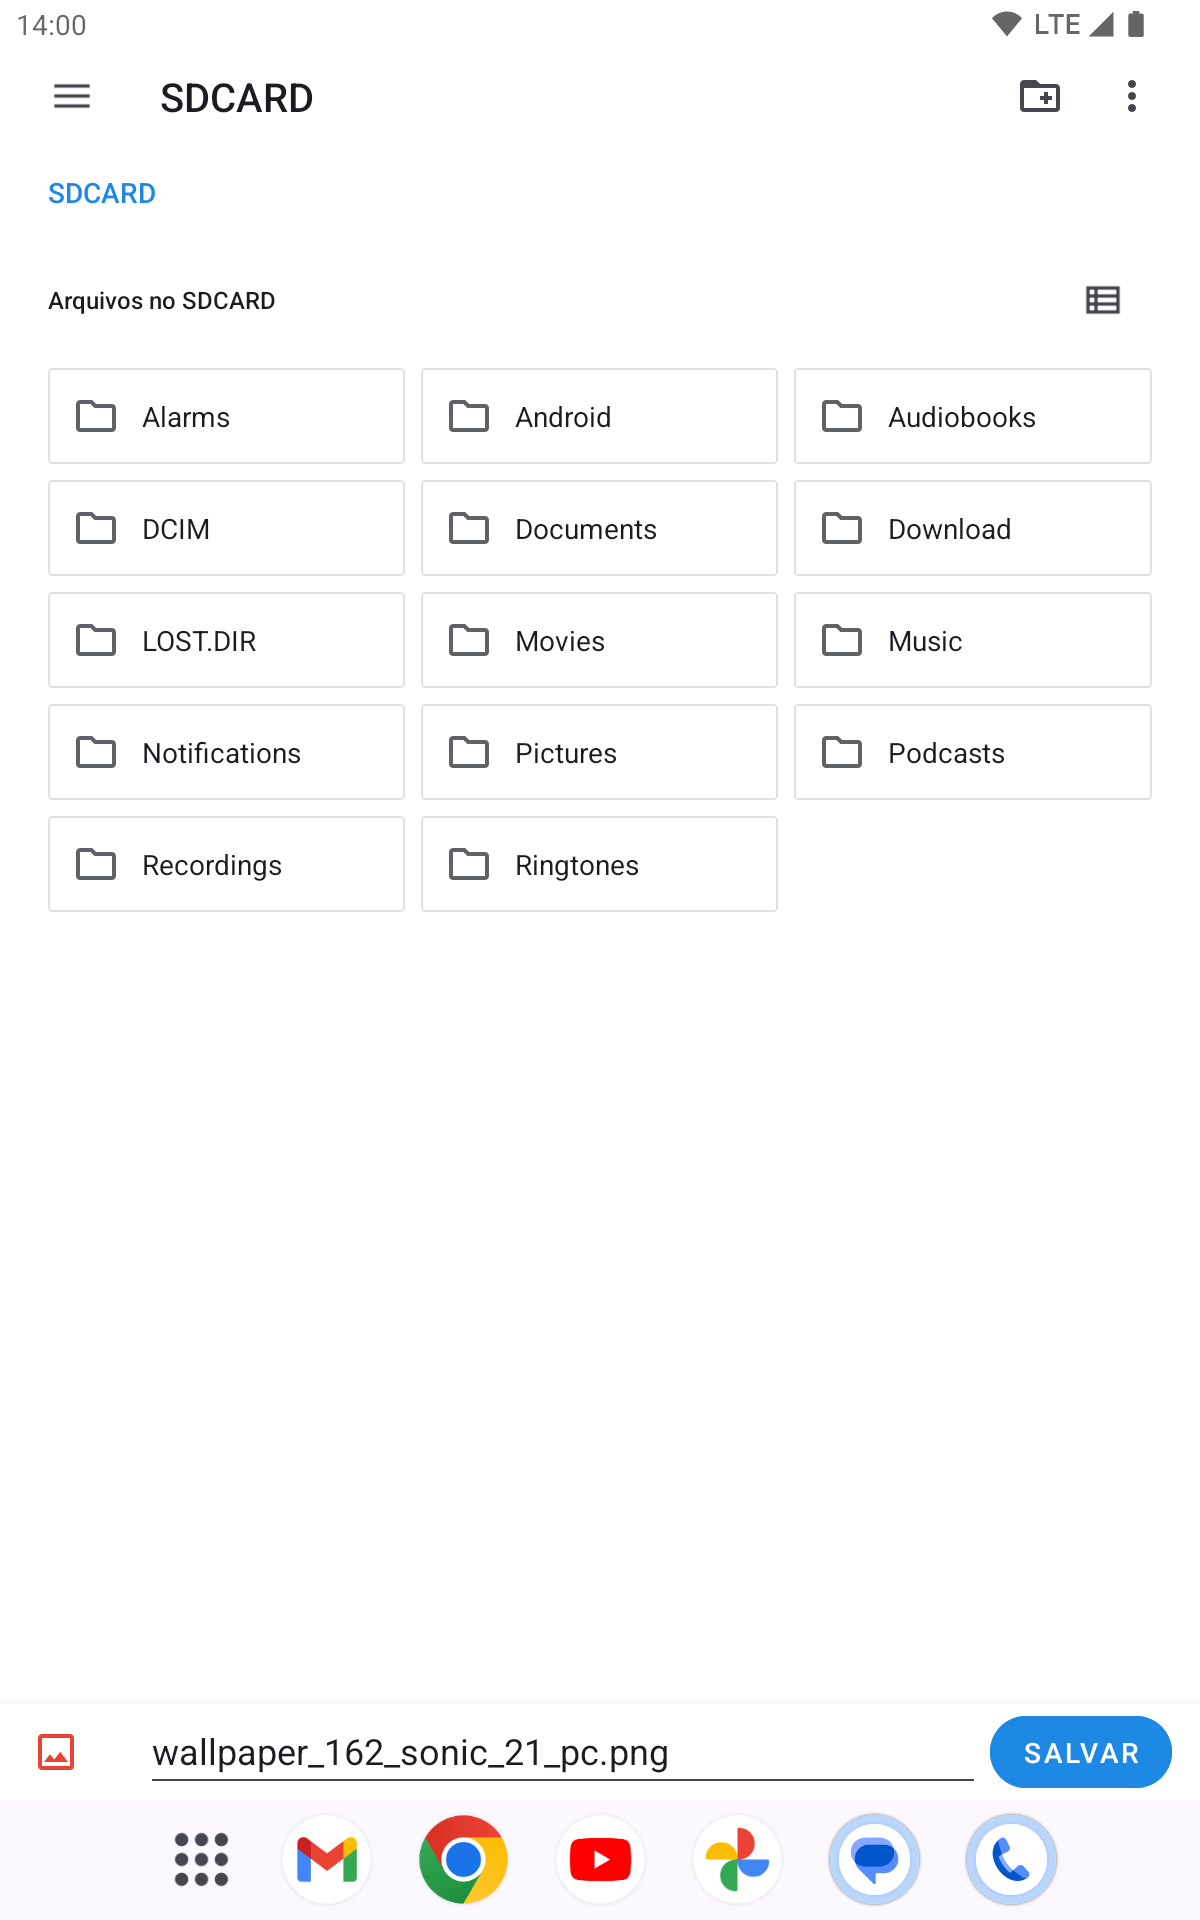 14:00
LTE
SDCARD
SDCARD
Arquivos no SDCARD
Alarms
Android
Audiobooks
DCIM
Documents
Download
LOST.DIR
Movies
Music
Notifications
Pictures
Podcasts
Recordings
Ringtones
wallpaper_162_sonic_21_pc.png
SALVAR